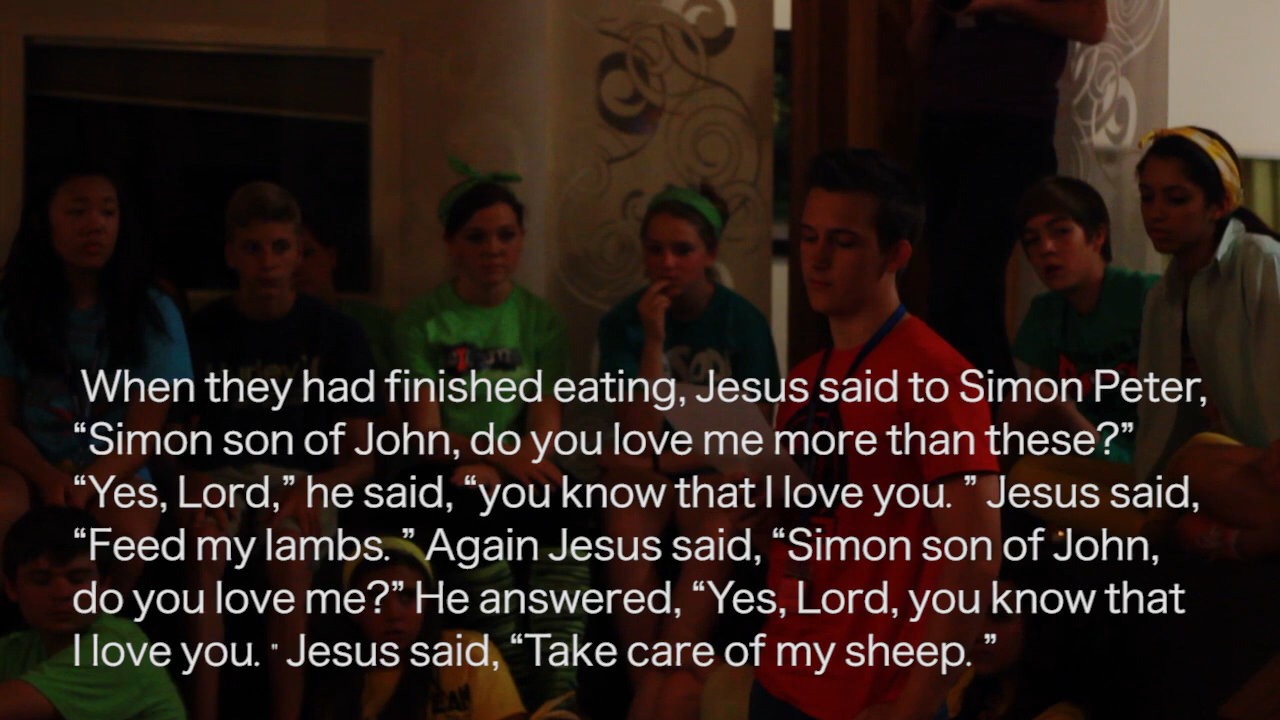 When they had finished eating, Jesus said to Simon Peter,
“Simon son of John, do you love me more than these?”
“Yes, Lord,” he said, “you know that I love you. ” Jesus said,
“Feed my lambs. ” Again Jesus said, “Simon son of John,
do you love me?” He answered, “Yes, Lord, you know that
I love you. " Jesus said, “Take care of my sheep. ”